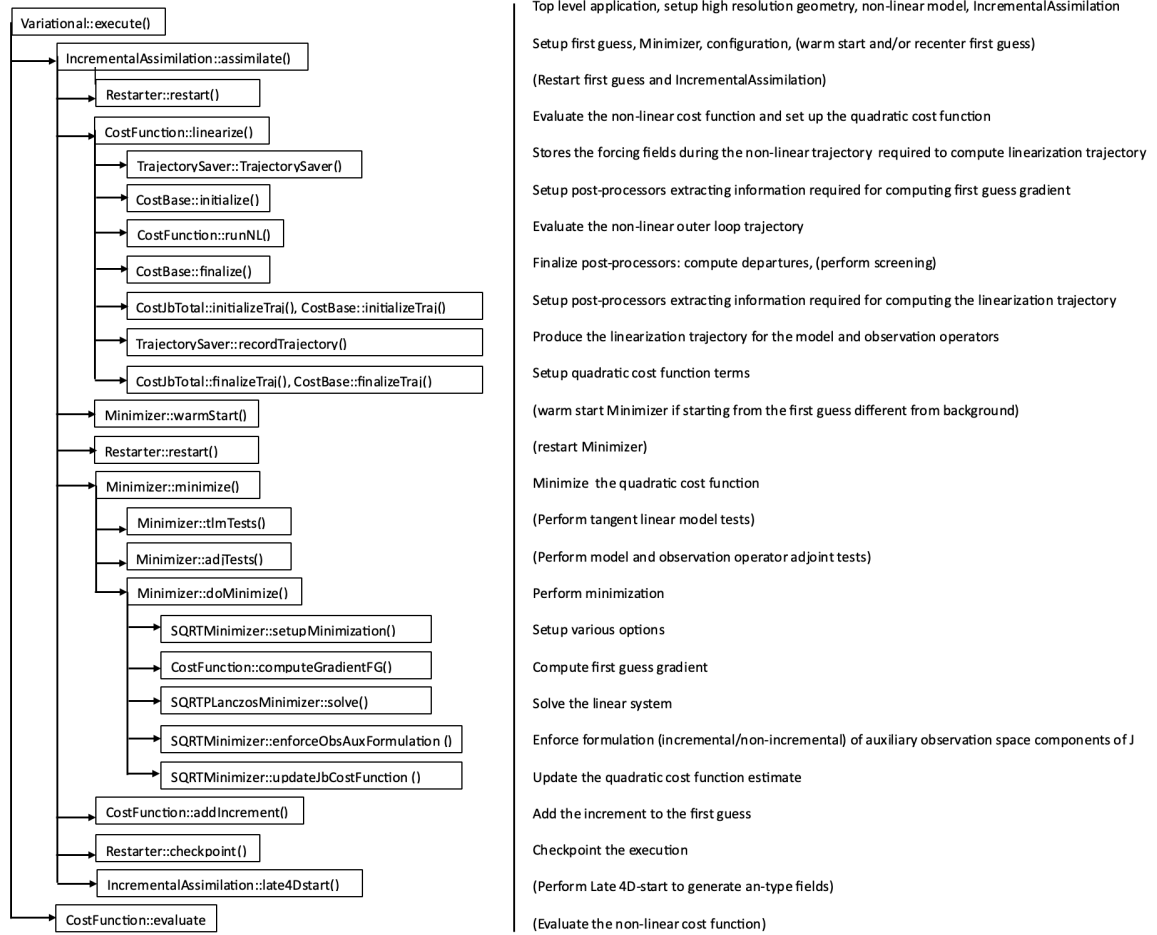 Variational::execute()
Top level application, setup high resolution geometry, non-linear model, IncrementalAssimilation
IncrementalAssimilation::assimilate()
Setup first guess, Minimizer, configuration, (warm start and/or recenter first guess)
Restarter::restart()
(Restart first guess and IncrementalAssimilation)
CostFunction::linearize()
Evaluate the non-linear cost function and set up the quadratic cost function
TrajectorySaver::TrajectorySaver()
Stores the forcing fields during the non-linear trajectory required to compute linearization trajectory
CostBase::initialize()
Setup post-processors extracting information required for computing first guess gradient
CostFunction::runNL()
Evaluate the non-linear outer loop trajectory
CostBase::finalize()
Finalize post-processors: compute departures, (perform screening)
CostJbTotal::initializeTraj(), CostBase::initializeTraj()
Setup post-processors extracting information required for computing the linearization trajectory
TrajectorySaver::recordTrajectory()
Produce the linearization trajectory for the model and observation operators
CostJbTotal::finalizeTraj(), CostBase::finalizeTraj()
Setup quadratic cost function terms
Minimizer::warmStart()
(warm start Minimizer if starting from the first guess different from background)
Restarter::restart()
(restart Minimizer)
Minimizer::minimize()
Minimize the quadratic cost function
Minimizer::tlmTests()
(Perform tangent linear model tests)
Minimizer::adjTests()
(Perform model and observation operator adjoint tests)
Minimizer::doMinimize()
Perform minimization
SQRTMinimizer::setupMinimization()
Setup various options
CostFunction::computeGradientFG()
Compute first guess gradient
SQRTPLanczosMinimizer::solve()
Solve the linear system
SQRTMinimizer::enforceObsAuxFormulation ()
Enforce formulation (incremental/non-incremental) of auxiliary observation space components of J
SQRTMinimizer::updateJbCostFunction ()
Update the quadratic cost function estimate
CostFunction::addIncrement()
Add the increment to the first guess
Restarter::checkpoint()
Checkpoint the execution
IncrementalAssimilation::late4Dstart()
(Perform Late 4D-start to generate an-type fields)
CostFunction::evaluate
(Evaluate the non-linear cost function)